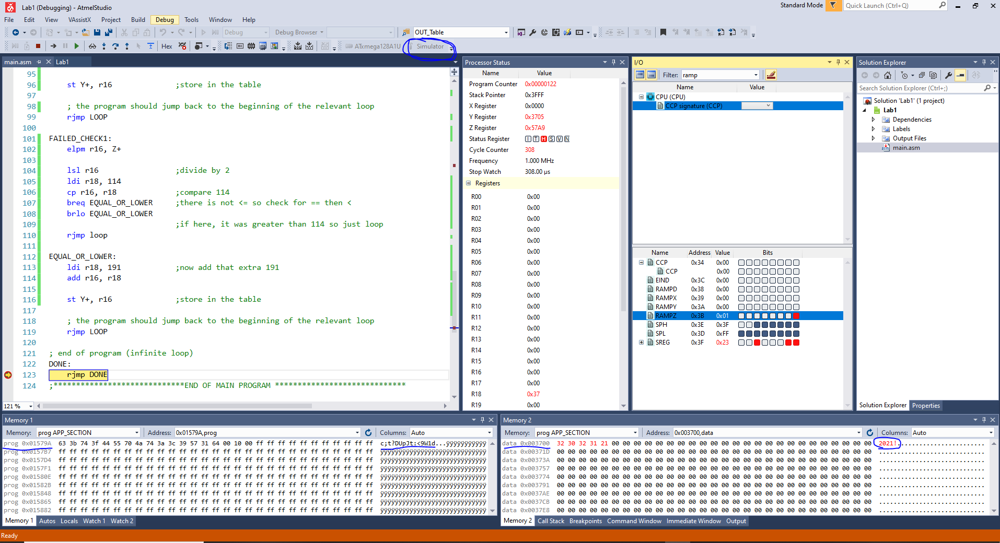 Lab1 (Debugging) - AtmelStudio
Standard Mode
Quick Launch (Ctrl+Q)
File Edit View VAssistX Project Build Debug Tools Window Help
Debug
Debug Browser
OUT_Table
Hex
ATxmega128A1U
Simulator
main.asm
Lab1
95
96 st Y+, r16 ;store in the table
97
98 ; the program should jump back to the beginning of the relevant loop
99 rjmp LOOP
100
101 FAILED_CHECK1:
102 elpm r16, Z+
103
104 lsl r16 ;divide by 2
105 ldi r18, 114
106 cp r16, r18 ;compare 114
107 breq EQUAL_OR_LOWER ;there is not <= so check for == then <
108 brlo EQUAL_OR_LOWER
109 ;if here, it was greater than 114 so just loop
110 rjmp loop
111
112 EQUAL_OR_LOWER:
113 ldi r18, 191 ;now add that extra 191
114 add r16, r18
115
116 st Y+, r16 ;store in the table
117
118 ; the program should jump back to the beginning of the relevant loop
119 rjmp LOOP
120
121 ; end of program (infinite loop)
122 DONE:
123 rjmp DONE
124 ;*****************************END OF MAIN PROGRAM *****************************
121 %
Processor Status
Name Value
Program Counter 0x00000122
Stack Pointer 0x3FFF
X Register 0x0000
Y Register 0x3705
Z Register 0x57A9
Status Register I T H S V N
Cycle Counter 308
Frequency 1.000 MHz
Stop Watch 308.00 µs
Registers
R00 0x00
R01 0x00
R02 0x00
R03 0x00
R04 0x00
R05 0x00
R06 0x00
R07 0x00
R08 0x00
R09 0x00
R10 0x00
R11 0x00
R12 0x00
R13 0x00
R14 0x00
R15 0x00
R16 0x00
R17 0x00
R18 0x37
R19 0x00
I/O
Filter: ramp
Name Value
CPU (CPU)
CCP signature (CCP)
Name Address Value Bits
CCP 0x34 0x00
CCP 0x00
EIND 0x3C 0x00
RAMPD 0x38 0x00
RAMPX 0x39 0x00
RAMPY 0x3A 0x00
RAMPZ 0x3B 0x01
SPH 0x3E 0x3F
SPL 0x3D 0xFF
SREG 0x3F 0x23
Solution Explorer
Search Solution Explorer (Ctrl+;)
Solution 'Lab1' (1 project)
Lab1
Dependencies
Labels
Output Files
main.asm
Solution Explorer Properties
Memory 1
Memory: prog APP_SECTION Address: 0x01579A,prog Columns: Auto
prog 0x01579A 63 3b 74 3f 44 55 70 4a 74 3a 3c 39 57 31 64 00 10 00 ff ff ff ff ff ff ff ff ff ff ff c;t?DUpJt:<9W1d...ÿÿÿÿÿÿÿÿÿÿÿ
prog 0x0157B7 ff ff ff ff ff ff ff ff ff ff ff ff ff ff ff ff ff ff ff ff ff ff ff ff ff ff ff ff ff ÿÿÿÿÿÿÿÿÿÿÿÿÿÿÿÿÿÿÿÿÿÿÿÿÿÿÿÿÿ
prog 0x0157D4 ff ff ff ff ff ff ff ff ff ff ff ff ff ff ff ff ff ff ff ff ff ff ff ff ff ff ff ff ff ÿÿÿÿÿÿÿÿÿÿÿÿÿÿÿÿÿÿÿÿÿÿÿÿÿÿÿÿÿ
prog 0x0157F1 ff ff ff ff ff ff ff ff ff ff ff ff ff ff ff ff ff ff ff ff ff ff ff ff ff ff ff ff ff ÿÿÿÿÿÿÿÿÿÿÿÿÿÿÿÿÿÿÿÿÿÿÿÿÿÿÿÿÿ
prog 0x01580E ff ff ff ff ff ff ff ff ff ff ff ff ff ff ff ff ff ff ff ff ff ff ff ff ff ff ff ff ff ÿÿÿÿÿÿÿÿÿÿÿÿÿÿÿÿÿÿÿÿÿÿÿÿÿÿÿÿÿ
prog 0x01582B ff ff ff ff ff ff ff ff ff ff ff ff ff ff ff ff ff ff ff ff ff ff ff ff ff ff ff ff ff ÿÿÿÿÿÿÿÿÿÿÿÿÿÿÿÿÿÿÿÿÿÿÿÿÿÿÿÿÿ
prog 0x015848 ff ff ff ff ff ff ff ff ff ff ff ff ff ff ff ff ff ff ff ff ff ff ff ff ff ff ff ff ff ÿÿÿÿÿÿÿÿÿÿÿÿÿÿÿÿÿÿÿÿÿÿÿÿÿÿÿÿÿ
prog 0x015865 ff ff ff ff ff ff ff ff ff ff ff ff ff ff ff ff ff ff ff ff ff ff ff ff ff ff ff ff ff ÿÿÿÿÿÿÿÿÿÿÿÿÿÿÿÿÿÿÿÿÿÿÿÿÿÿÿÿÿ
prog 0x015882 ff ff ff ff ff ff ff ff ff ff ff ff ff ff ff ff ff ff ff ff ff ff ff ff ff ff ff ff ff ÿÿÿÿÿÿÿÿÿÿÿÿÿÿÿÿÿÿÿÿÿÿÿÿÿÿÿÿÿ
Memory 1 Autos Locals Watch 1 Watch 2
Memory 2
Memory: prog APP_SECTION Address: 0x003700,data Columns: Auto
data 0x003700 32 30 32 31 21 00 00 00 00 00 00 00 00 00 00 00 00 00 00 00 00 00 00 00 00 00 00 00 00 2021!........................
data 0x00371D 00 00 00 00 00 00 00 00 00 00 00 00 00 00 00 00 00 00 00 00 00 00 00 00 00 00 00 00 00 .............................
data 0x00373A 00 00 00 00 00 00 00 00 00 00 00 00 00 00 00 00 00 00 00 00 00 00 00 00 00 00 00 00 00 .............................
data 0x003757 00 00 00 00 00 00 00 00 00 00 00 00 00 00 00 00 00 00 00 00 00 00 00 00 00 00 00 00 00 .............................
data 0x003774 00 00 00 00 00 00 00 00 00 00 00 00 00 00 00 00 00 00 00 00 00 00 00 00 00 00 00 00 00 .............................
data 0x003791 00 00 00 00 00 00 00 00 00 00 00 00 00 00 00 00 00 00 00 00 00 00 00 00 00 00 00 00 00 .............................
data 0x0037AE 00 00 00 00 00 00 00 00 00 00 00 00 00 00 00 00 00 00 00 00 00 00 00 00 00 00 00 00 00 .............................
data 0x0037CB 00 00 00 00 00 00 00 00 00 00 00 00 00 00 00 00 00 00 00 00 00 00 00 00 00 00 00 00 00 .............................
data 0x0037E8 00 00 00 00 00 00 00 00 00 00 00 00 00 00 00 00 00 00 00 00 00 00 00 00 00 00 00 00 00 .............................
Memory 2 Call Stack Breakpoints Command Window Immediate Window Output
Ready